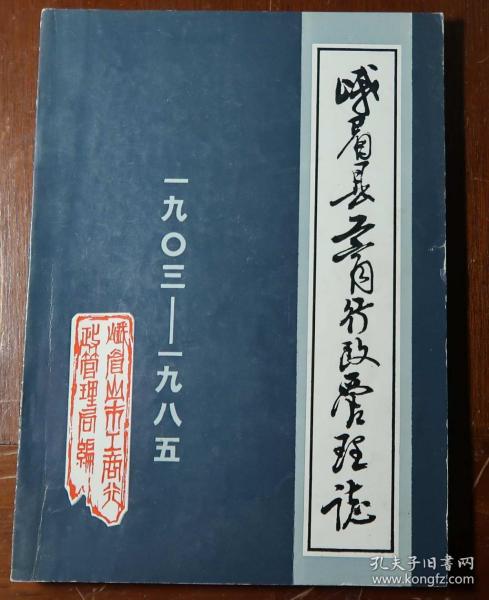 峨眉县工商行政管理誌
一九〇三—一九八五
峨眉山市工商行
政管理局编
孔夫子旧书网
www.kongfz.com